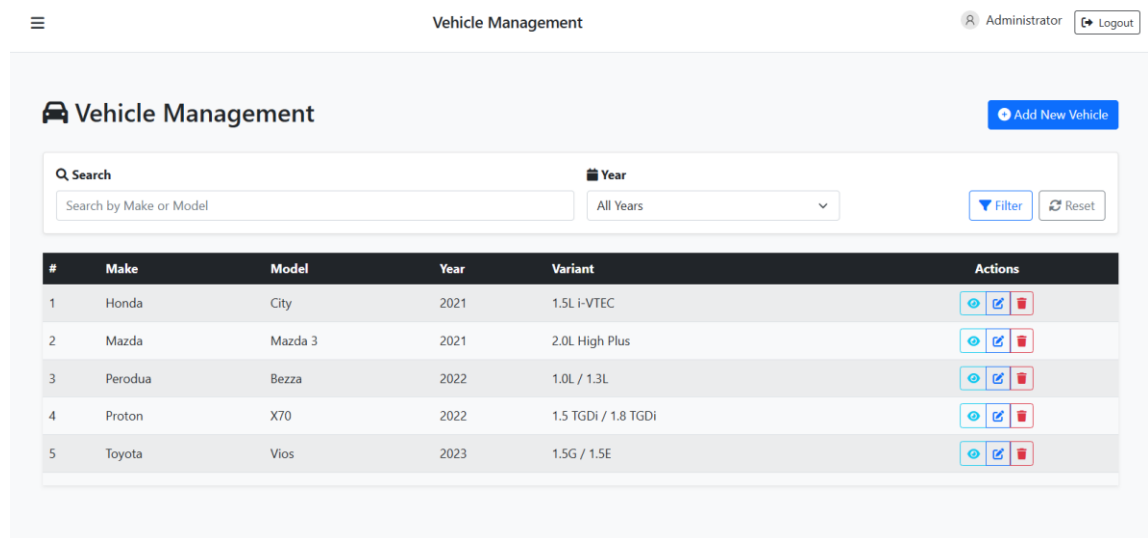 Vehicle Management Administrator Logout
Vehicle Management Add New Vehicle
Search Year
Search by Make or Model All Years Filter Reset
# Make Model Year Variant Actions
1 Honda City 2021 1.5L i-VTEC
2 Mazda Mazda 3 2021 2.0L High Plus
3 Perodua Bezza 2022 1.0L / 1.3L
4 Proton X70 2022 1.5 TGDi / 1.8 TGDi
5 Toyota Vios 2023 1.5G / 1.5E